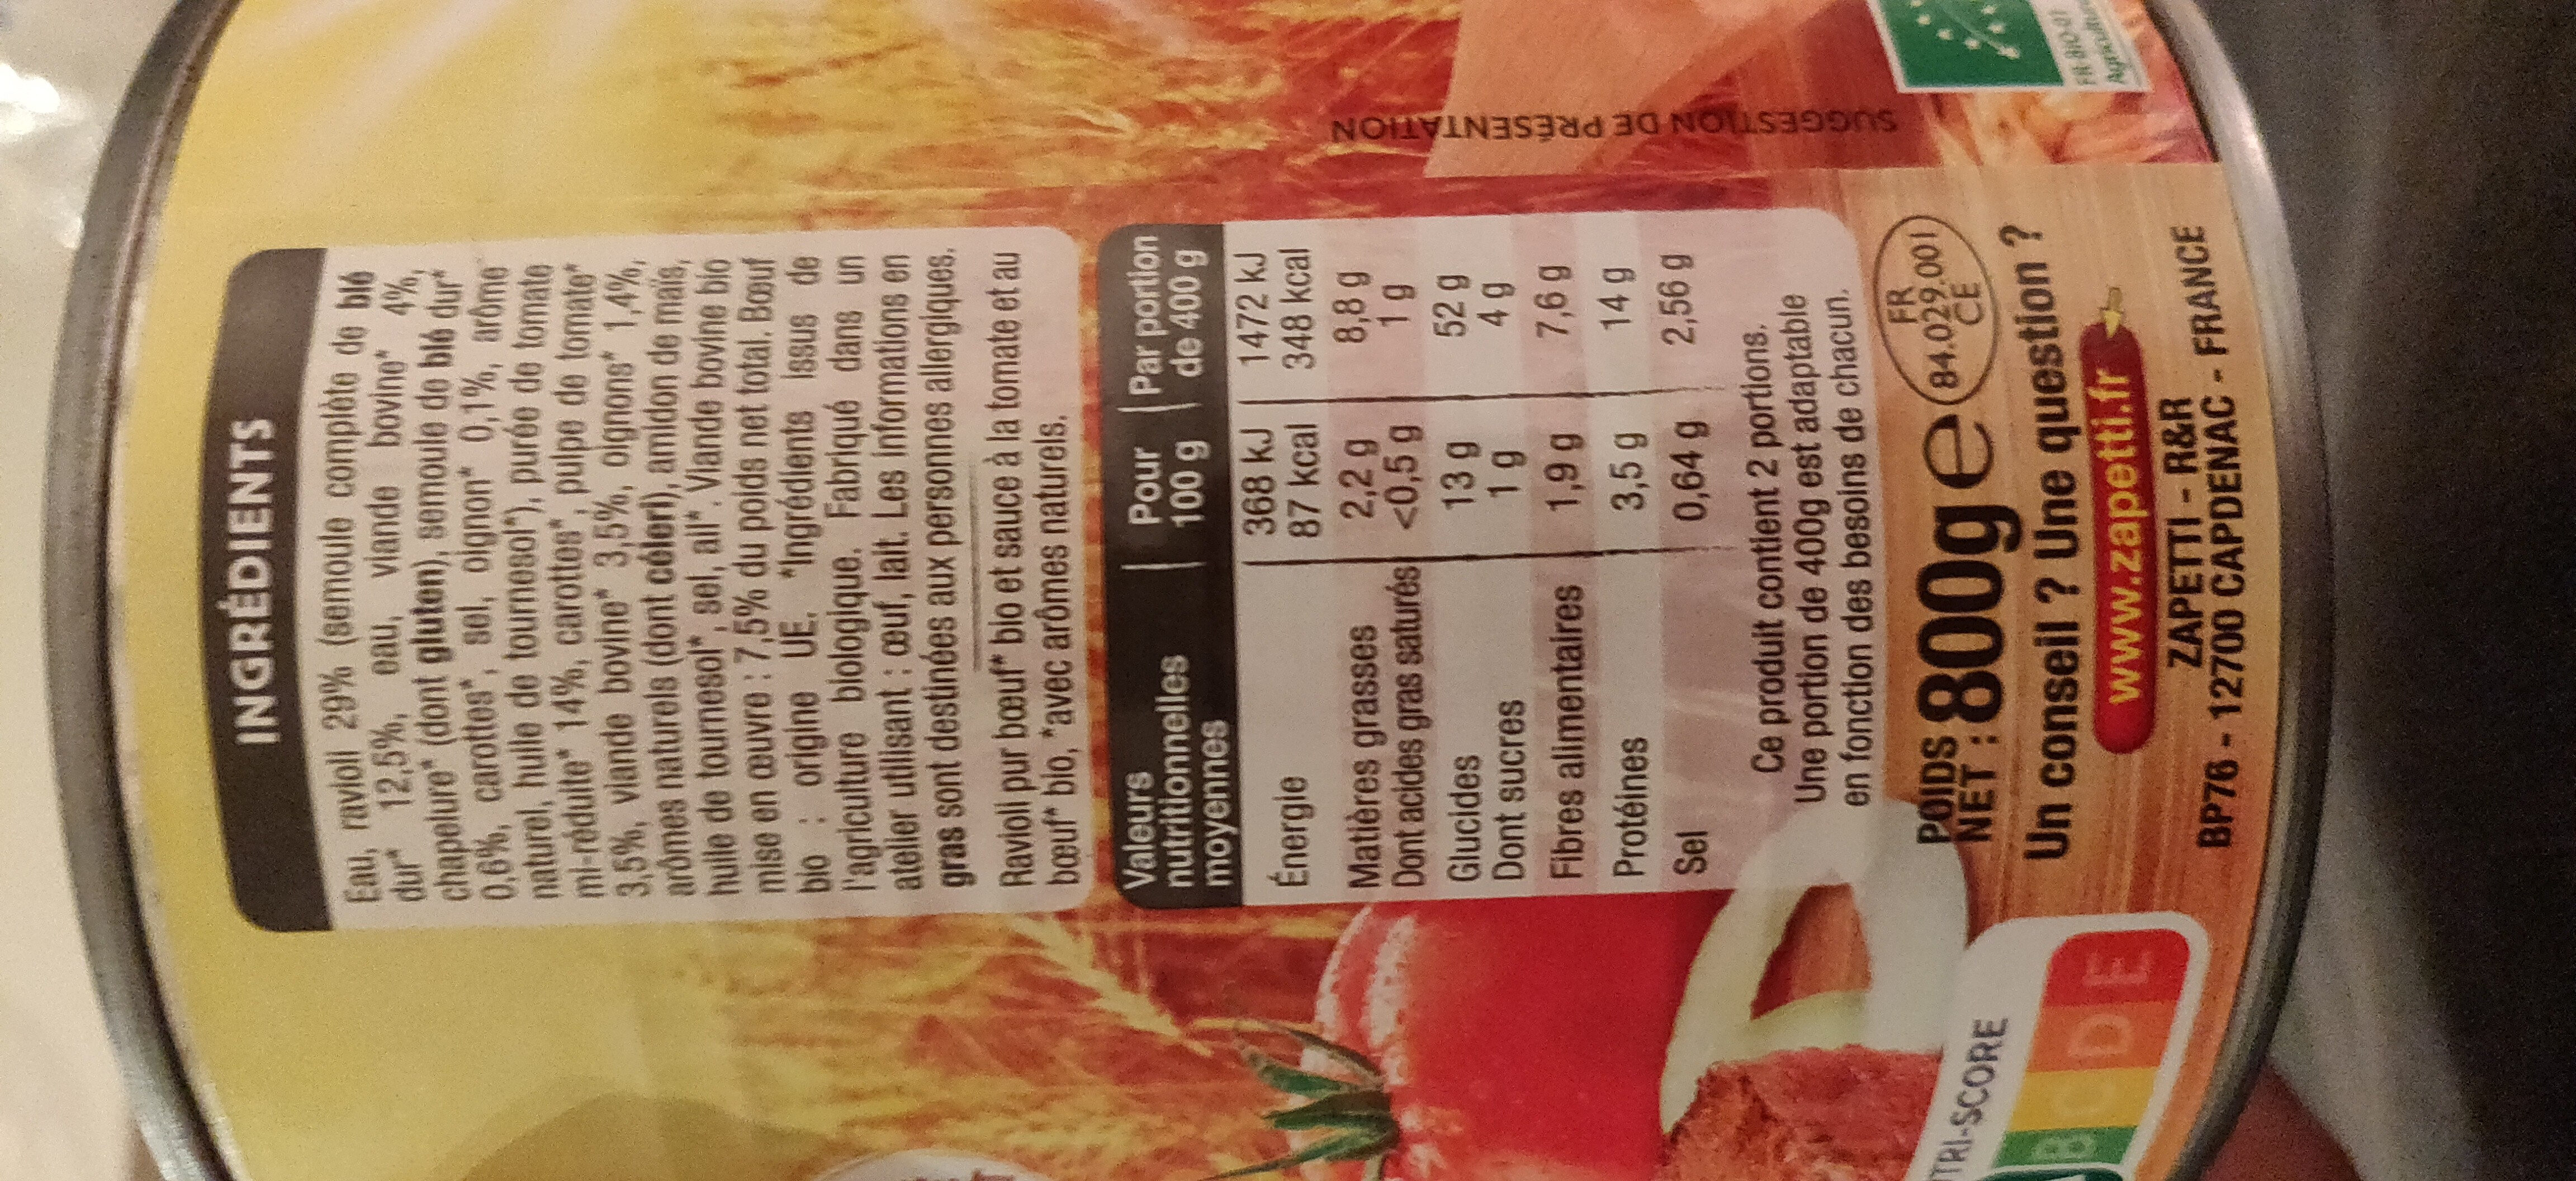 INGRÉDIENTS
Eau, ravioli 29% (semoule complète de blé
dur* 12,5%, eau, viande bovine* 4%,
chapelure* (dont gluten), semoule de blé dur*
0,6%, carottes*, sel, oignon* 0,1%, arôme
naturel, huile de tournesol*), purée de tomate
mi-réduite* 14%, carottes*, pulpe de tomate*
3,5%, viande bovine* 3,5%, oignons* 1,4%,
arômes naturels (dont céleri), amidon de maïs,
huile de tournesol*, sel, ail*. Viande bovine bio
mise en œuvre : 7,5% du poids net total. Bœuf
bio : origine UE. *Ingrédients issus de
l'agriculture biologique. Fabriqué dans un
atelier utilisant : œuf, lait. Les informations en
gras sont destinées aux personnes allergiques.
Ravioli pur bœuf* bio et sauce à la tomate et au
bœuf* bio, *avec arômes naturels.
Valeurs nutritionnelles moyennes | Pour 100 g | Par portion de 400 g
Énergie 368 kJ 1472 kJ
87 kcal 348 kcal
Matières grasses 2,2 g 8,8 g
Dont acides gras saturés <0,5 g 1 g
Glucides 13 g 52 g
Dont sucres 1 g 4 g
Fibres alimentaires 1,9 g 7,6 g
Protéines 3,5 g 14 g
Sel 0,64 g 2,56 g
Ce produit contient 2 portions.
Une portion de 400g est adaptable
en fonction des besoins de chacun.
POIDS NET : 800g e
FR
84.029.001
CE
Un conseil ? Une question ?
www.zapetti.fr
ZAPETTI - R&R
BP76 - 12700 CAPDENAC - FRANCE
SUGGESTION DE PRÉSENTATION
FR-BIO-01
Agriculture
TRI-SCORE
B C D E